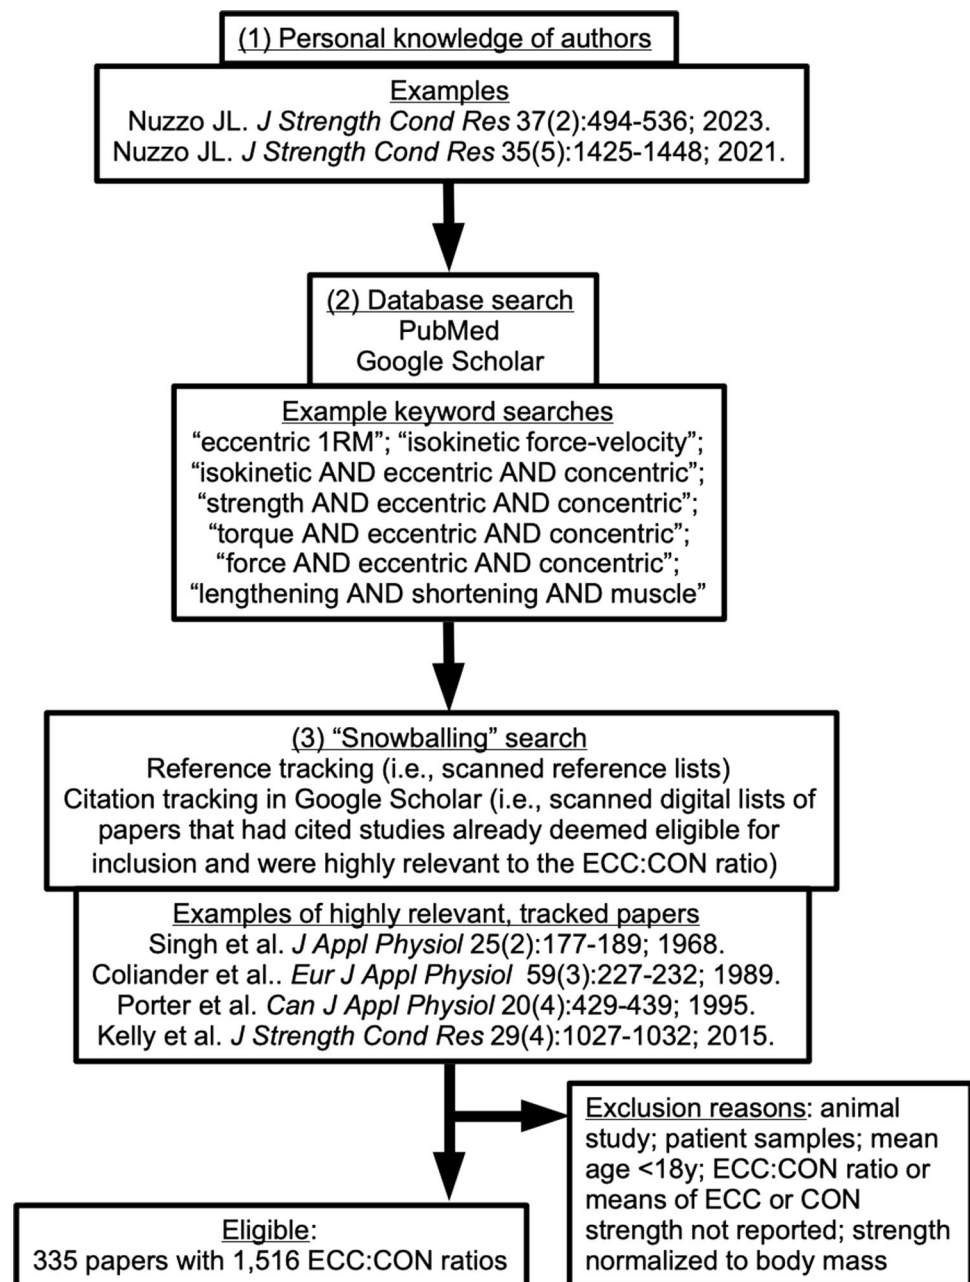 (1) Personal knowledge of authors
Examples
Nuzzo JL. J Strength Cond Res 37(2):494-536; 2023.
Nuzzo JL. J Strength Cond Res 35(5):1425-1448; 2021.
(2) Database search
PubMed
Google Scholar
Example keyword searches
“eccentric 1RM”; “isokinetic force-velocity”;
“isokinetic AND eccentric AND concentric”;
“strength AND eccentric AND concentric”;
“torque AND eccentric AND concentric”;
“force AND eccentric AND concentric”;
“lengthening AND shortening AND muscle”
(3) “Snowballing” search
Reference tracking (i.e., scanned reference lists)
Citation tracking in Google Scholar (i.e., scanned digital lists of
papers that had cited studies already deemed eligible for
inclusion and were highly relevant to the ECC:CON ratio)
Examples of highly relevant, tracked papers
Singh et al. J Appl Physiol 25(2):177-189; 1968.
Coliander et al.. Eur J Appl Physiol 59(3):227-232; 1989.
Porter et al. Can J Appl Physiol 20(4):429-439; 1995.
Kelly et al. J Strength Cond Res 29(4):1027-1032; 2015.
Exclusion reasons: animal
study; patient samples; mean
age <18y; ECC:CON ratio or
means of ECC or CON
strength not reported; strength
normalized to body mass
Eligible:
335 papers with 1,516 ECC:CON ratios